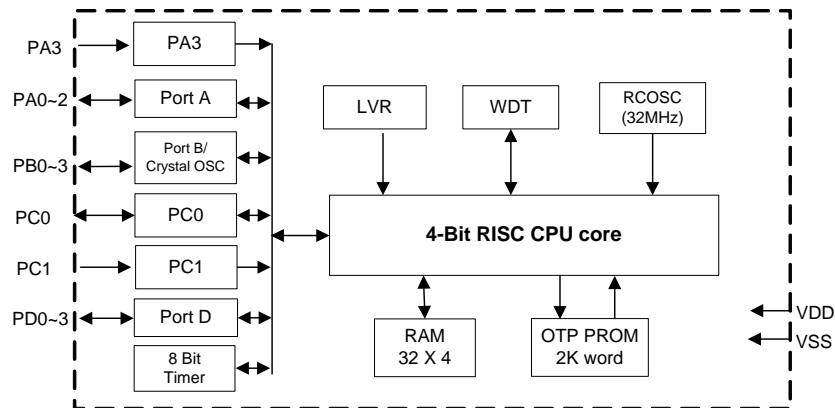 PA3
PA3
PA0~2
Port A
LVR
WDT
RCOSC
(32MHz)
PB0~3
Port B/
Crystal OSC
PC0
PC0
4-Bit RISC CPU core
PC1
PC1
PD0~3
Port D
RAM
32 X 4
OTP PROM
2K word
VDD
VSS
8 Bit
Timer